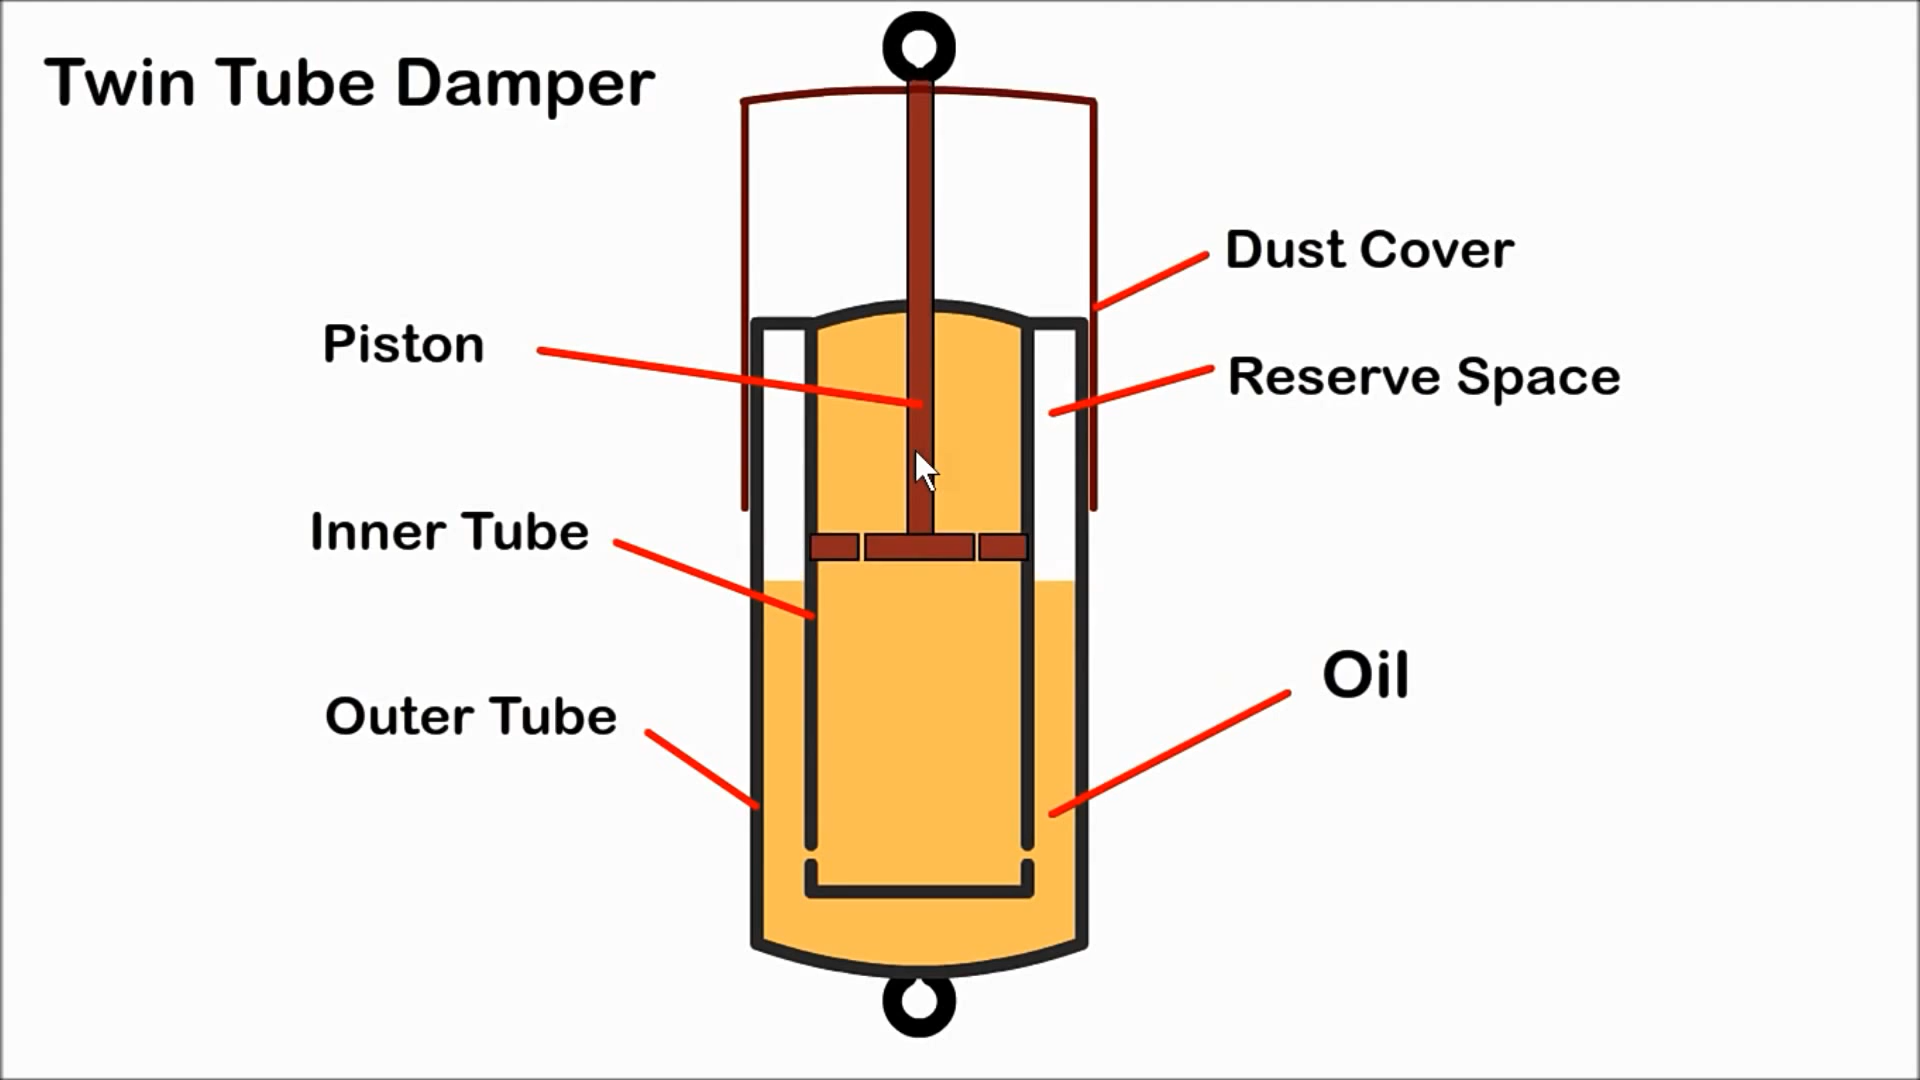 Twin Tube Damper
Dust Cover
Piston
Reserve Space
Inner Tube
Oil
Outer Tube